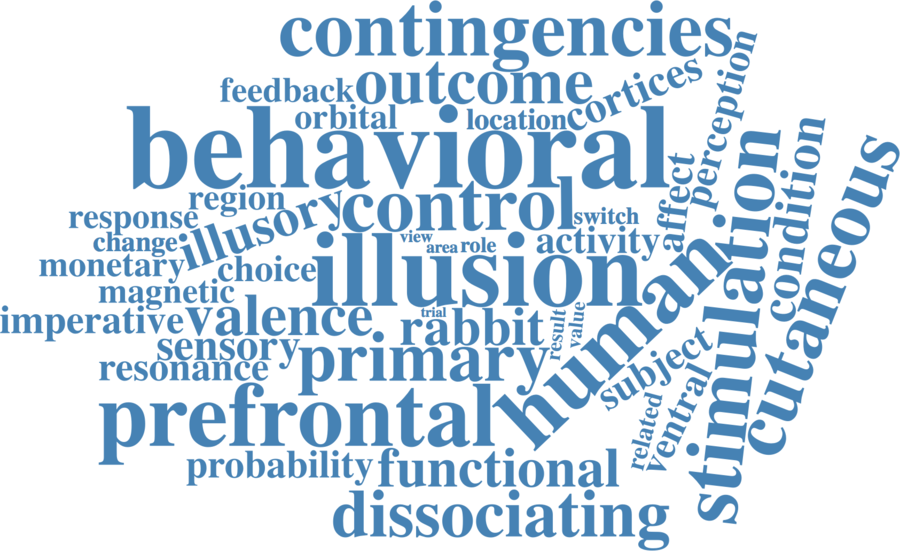 contingencies
feedback
outcome
cortices
perception
orbital
location
behavioral
region
illusory
control
switch
affect
stimulation
condition
cutaneous
response
change
view
area
role
activity
monetary
choice
illusion
human
magnetic
imperative
valence
trial
rabbit
result
value
sensory
primary
subject
resonance
related
ventral
prefrontal
probability
functional
dissociating